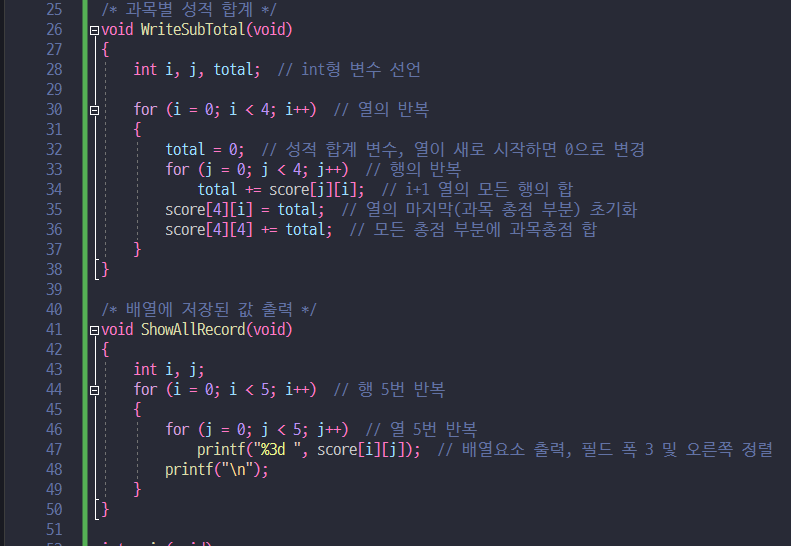 25 /* 과목별 성적 합계 */
26 void WriteSubTotal(void)
27 {
28 int i, j, total; // int형 변수 선언
29
30 for (i = 0; i < 4; i++) // 열의 반복
31 {
32 total = 0; // 성적 합계 변수, 열이 새로 시작하면 0으로 변경
33 for (j = 0; j < 4; j++) // 행의 반복
34 total += score[j][i]; // i+1 열의 모든 행의 합
35 score[4][i] = total; // 열의 마지막(과목 총점 부분) 초기화
36 score[4][4] += total; // 모든 총점 부분에 과목총점 합
37 }
38 }
39
40 /* 배열에 저장된 값 출력 */
41 void ShowAllRecord(void)
42 {
43 int i, j;
44 for (i = 0; i < 5; i++) // 행 5번 반복
45 {
46 for (j = 0; j < 5; j++) // 열 5번 반복
47 printf("%3d ", score[i][j]); // 배열요소 출력, 필드 폭 3 및 오른쪽 정렬
48 printf("\n");
49 }
50 }
51